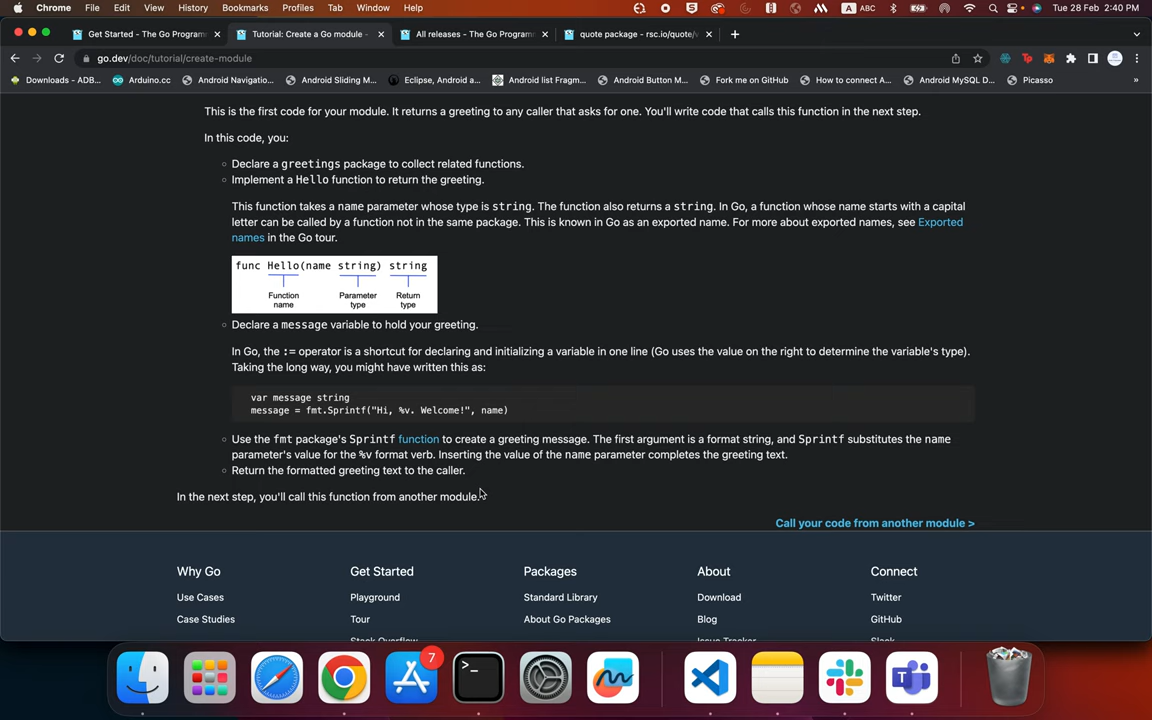 Chrome File Edit View History Bookmarks Profiles Tab Window Help ABC Tue 28 Feb 2:40 PM
Get Started - The Go Program Tutorial: Create a Go module - All releases - The Go Program quote package - rsc.io/quote/v
go.dev/doc/tutorial/create-module
Downloads - ADB... Arduino.cc Android Navigatio... Android Sliding M... Eclipse, Android a... Android list Fragm... Android Button M... Fork me on GitHub How to connect A... Android MySQL D... Picasso »
This is the first code for your module. It returns a greeting to any caller that asks for one. You'll write code that calls this function in the next step.
In this code, you:
Declare a greetings package to collect related functions.
Implement a Hello function to return the greeting.
This function takes a name parameter whose type is string. The function also returns a string. In Go, a function whose name starts with a capital
letter can be called by a function not in the same package. This is known in Go as an exported name. For more about exported names, see Exported
names in the Go tour.
func Hello(name string) string
Function Parameter Return
name type type
Declare a message variable to hold your greeting.
In Go, the := operator is a shortcut for declaring and initializing a variable in one line (Go uses the value on the right to determine the variable's type).
Taking the long way, you might have written this as:
var message string
message = fmt.Sprintf("Hi, %v. Welcome!", name)
Use the fmt package's Sprintf function to create a greeting message. The first argument is a format string, and Sprintf substitutes the name
parameter's value for the %v format verb. Inserting the value of the name parameter completes the greeting text.
Return the formatted greeting text to the caller.
In the next step, you'll call this function from another module.
Call your code from another module >
Why Go Get Started Packages About Connect
Use Cases Playground Standard Library Download Twitter
Case Studies Tour About Go Packages Blog GitHub
Stack Overflow Issue Tracker Slack
7
>_